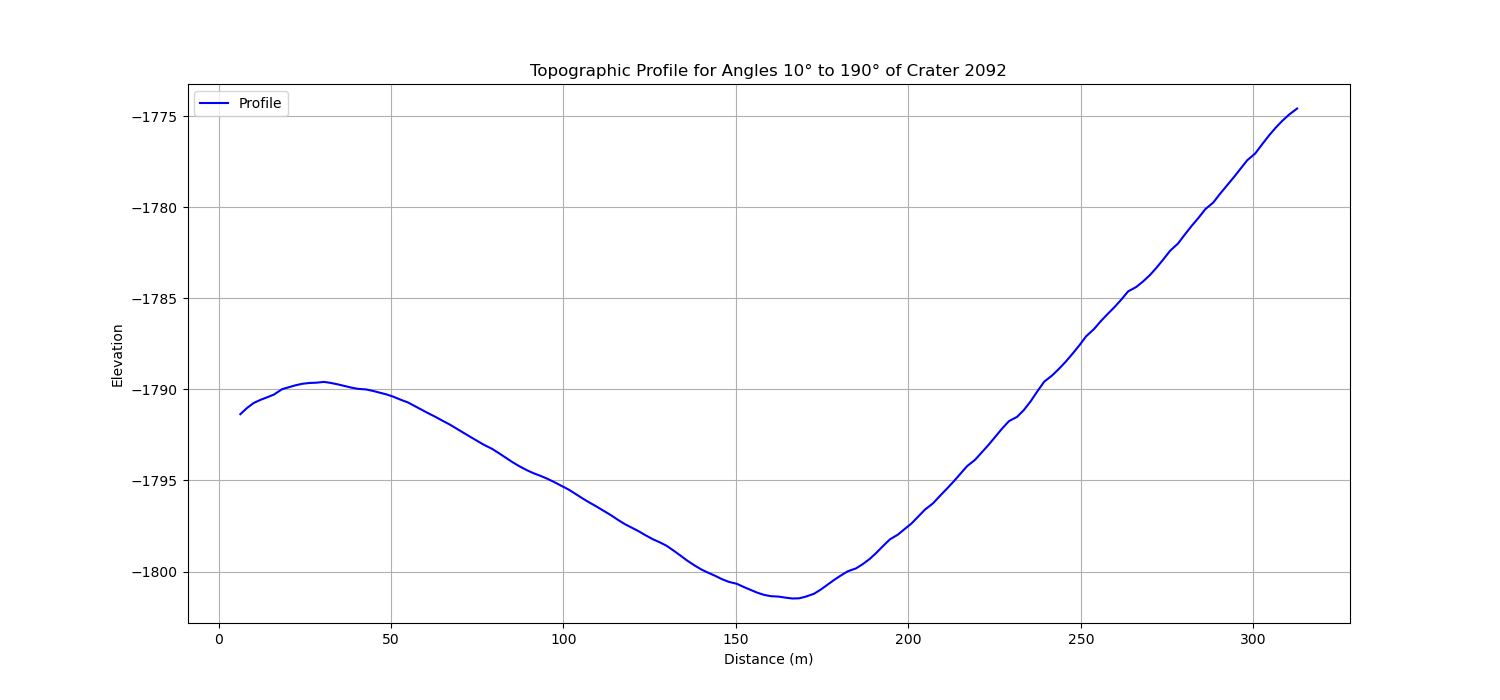 Topographic Profile for Angles 10° to 190° of Crater 2092
Profile
−1775
−1780
−1785
−1790
−1795
−1800
Elevation
0 50 100 150 200 250 300
Distance (m)